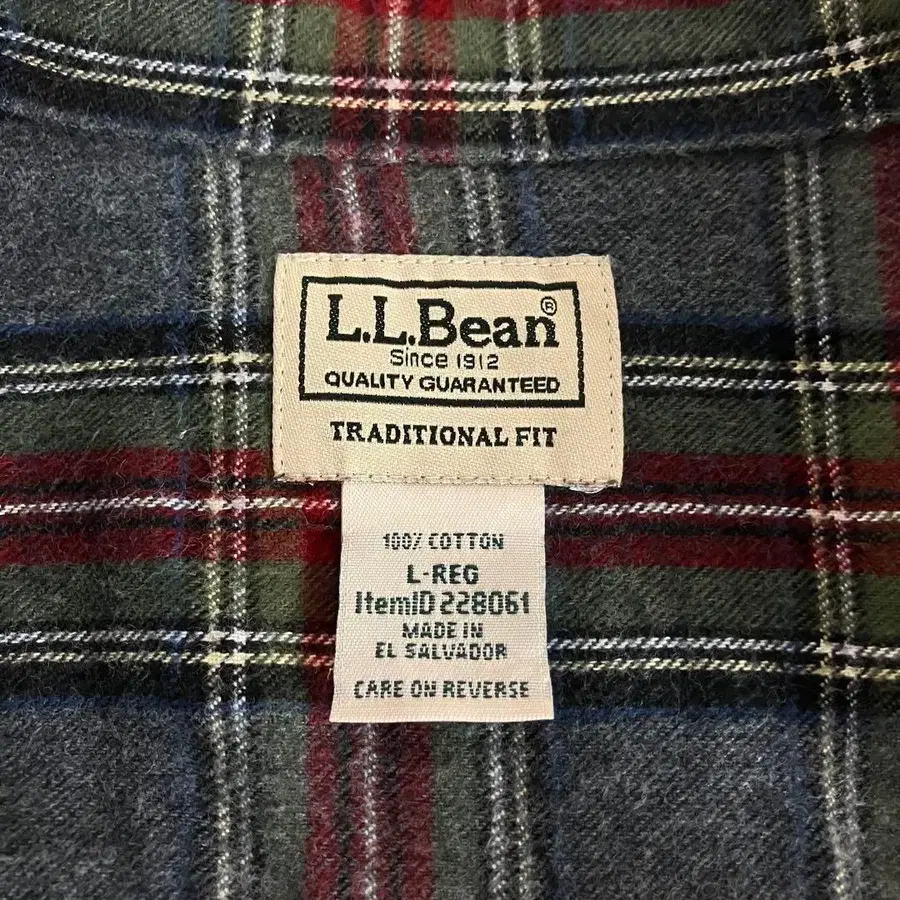 L.L.Bean®
Since 1912
QUALITY GUARANTEED
TRADITIONAL FIT
100% COTTON
L-REG
ItemID 228061
MADE IN
EL SALVADOR
CARE ON REVERSE